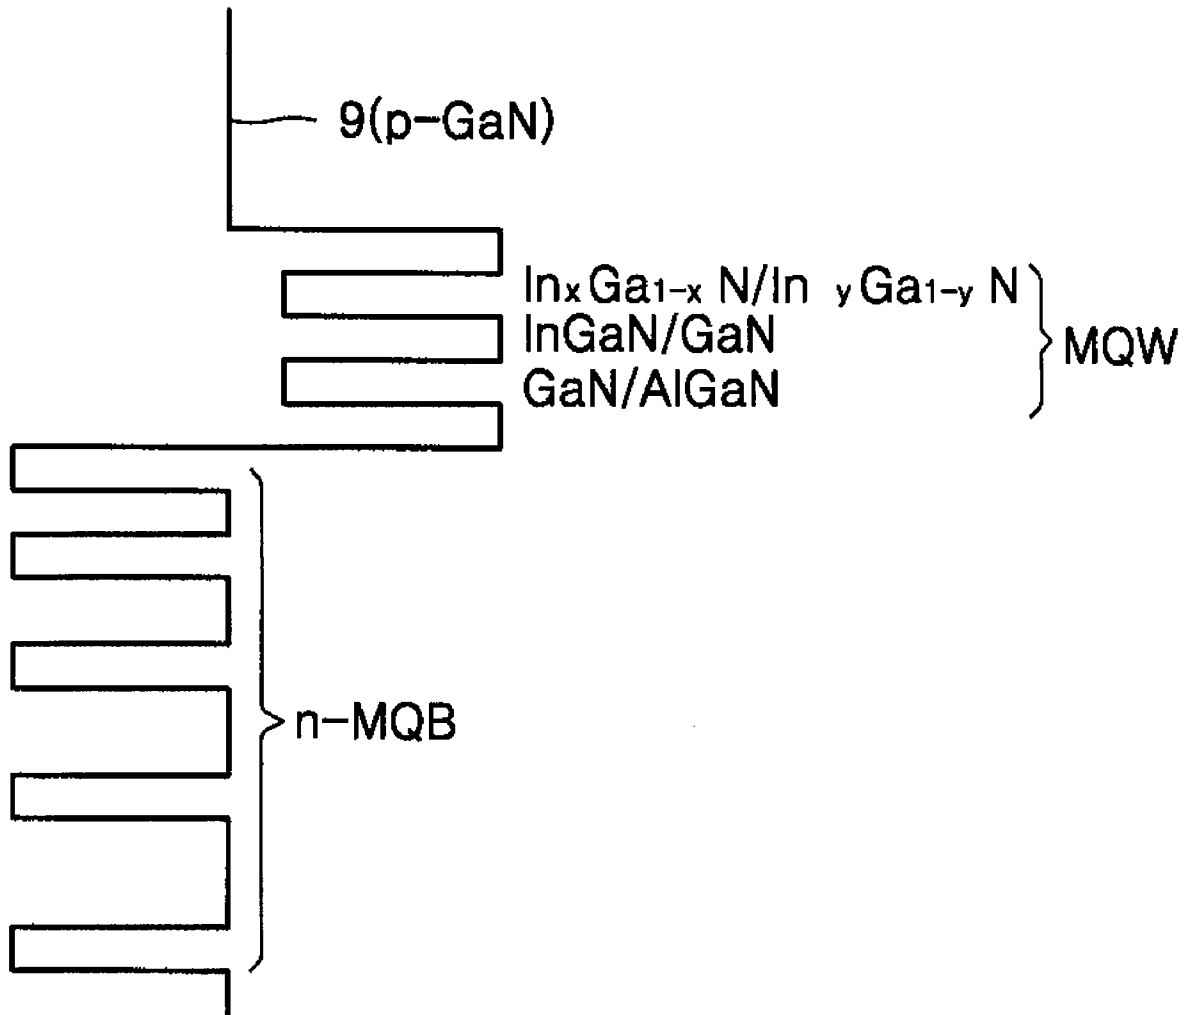 9(p-GaN)
InxGa1-x N/In yGa1-y N
InGaN/GaN
GaN/AlGaN
MQW
n-MQB